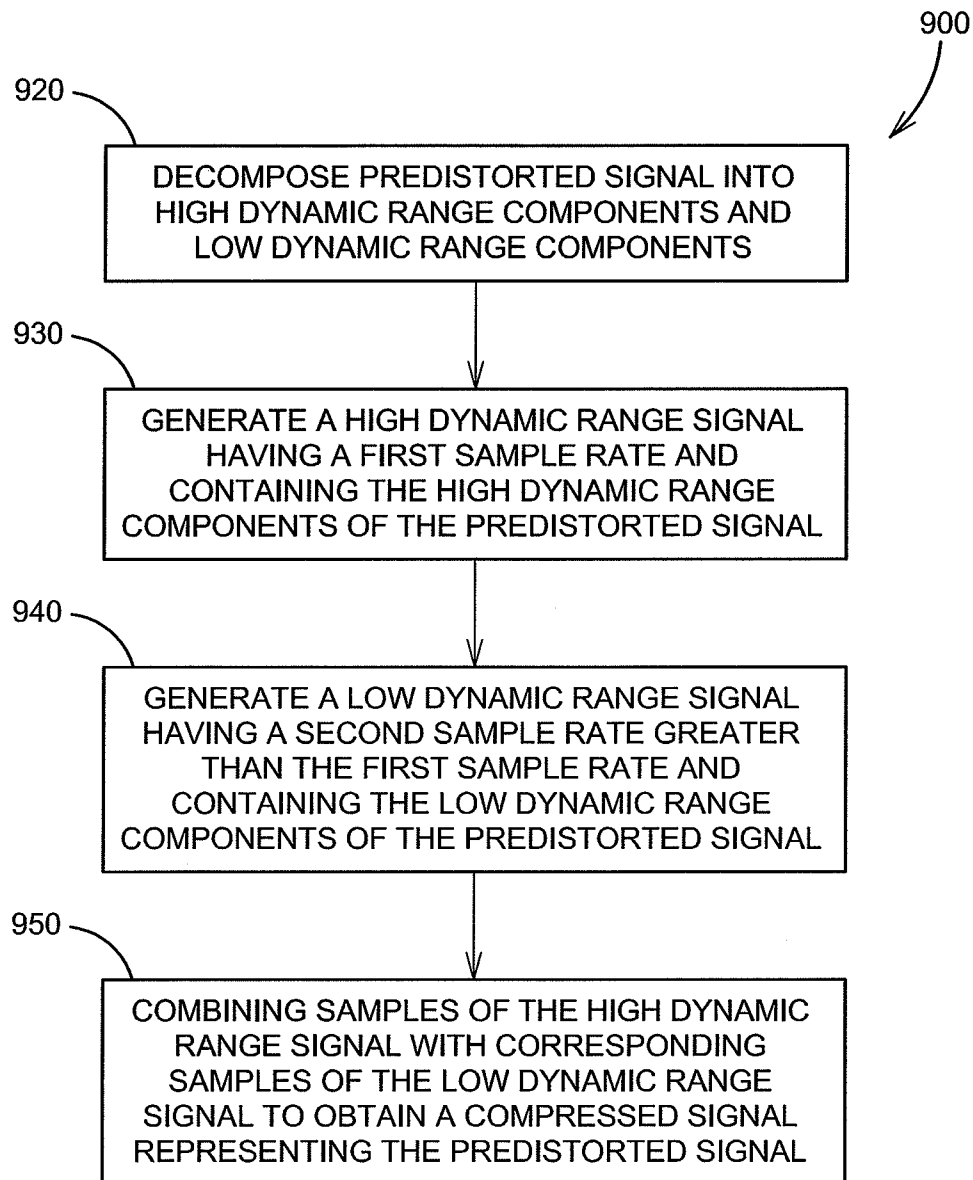 900
920
DECOMPOSE PREDISTORTED SIGNAL INTO
HIGH DYNAMIC RANGE COMPONENTS AND
LOW DYNAMIC RANGE COMPONENTS
930
GENERATE A HIGH DYNAMIC RANGE SIGNAL
HAVING A FIRST SAMPLE RATE AND
CONTAINING THE HIGH DYNAMIC RANGE
COMPONENTS OF THE PREDISTORTED SIGNAL
940
GENERATE A LOW DYNAMIC RANGE SIGNAL
HAVING A SECOND SAMPLE RATE GREATER
THAN THE FIRST SAMPLE RATE AND
CONTAINING THE LOW DYNAMIC RANGE
COMPONENTS OF THE PREDISTORTED SIGNAL
950
COMBINING SAMPLES OF THE HIGH DYNAMIC
RANGE SIGNAL WITH CORRESPONDING
SAMPLES OF THE LOW DYNAMIC RANGE
SIGNAL TO OBTAIN A COMPRESSED SIGNAL
REPRESENTING THE PREDISTORTED SIGNAL